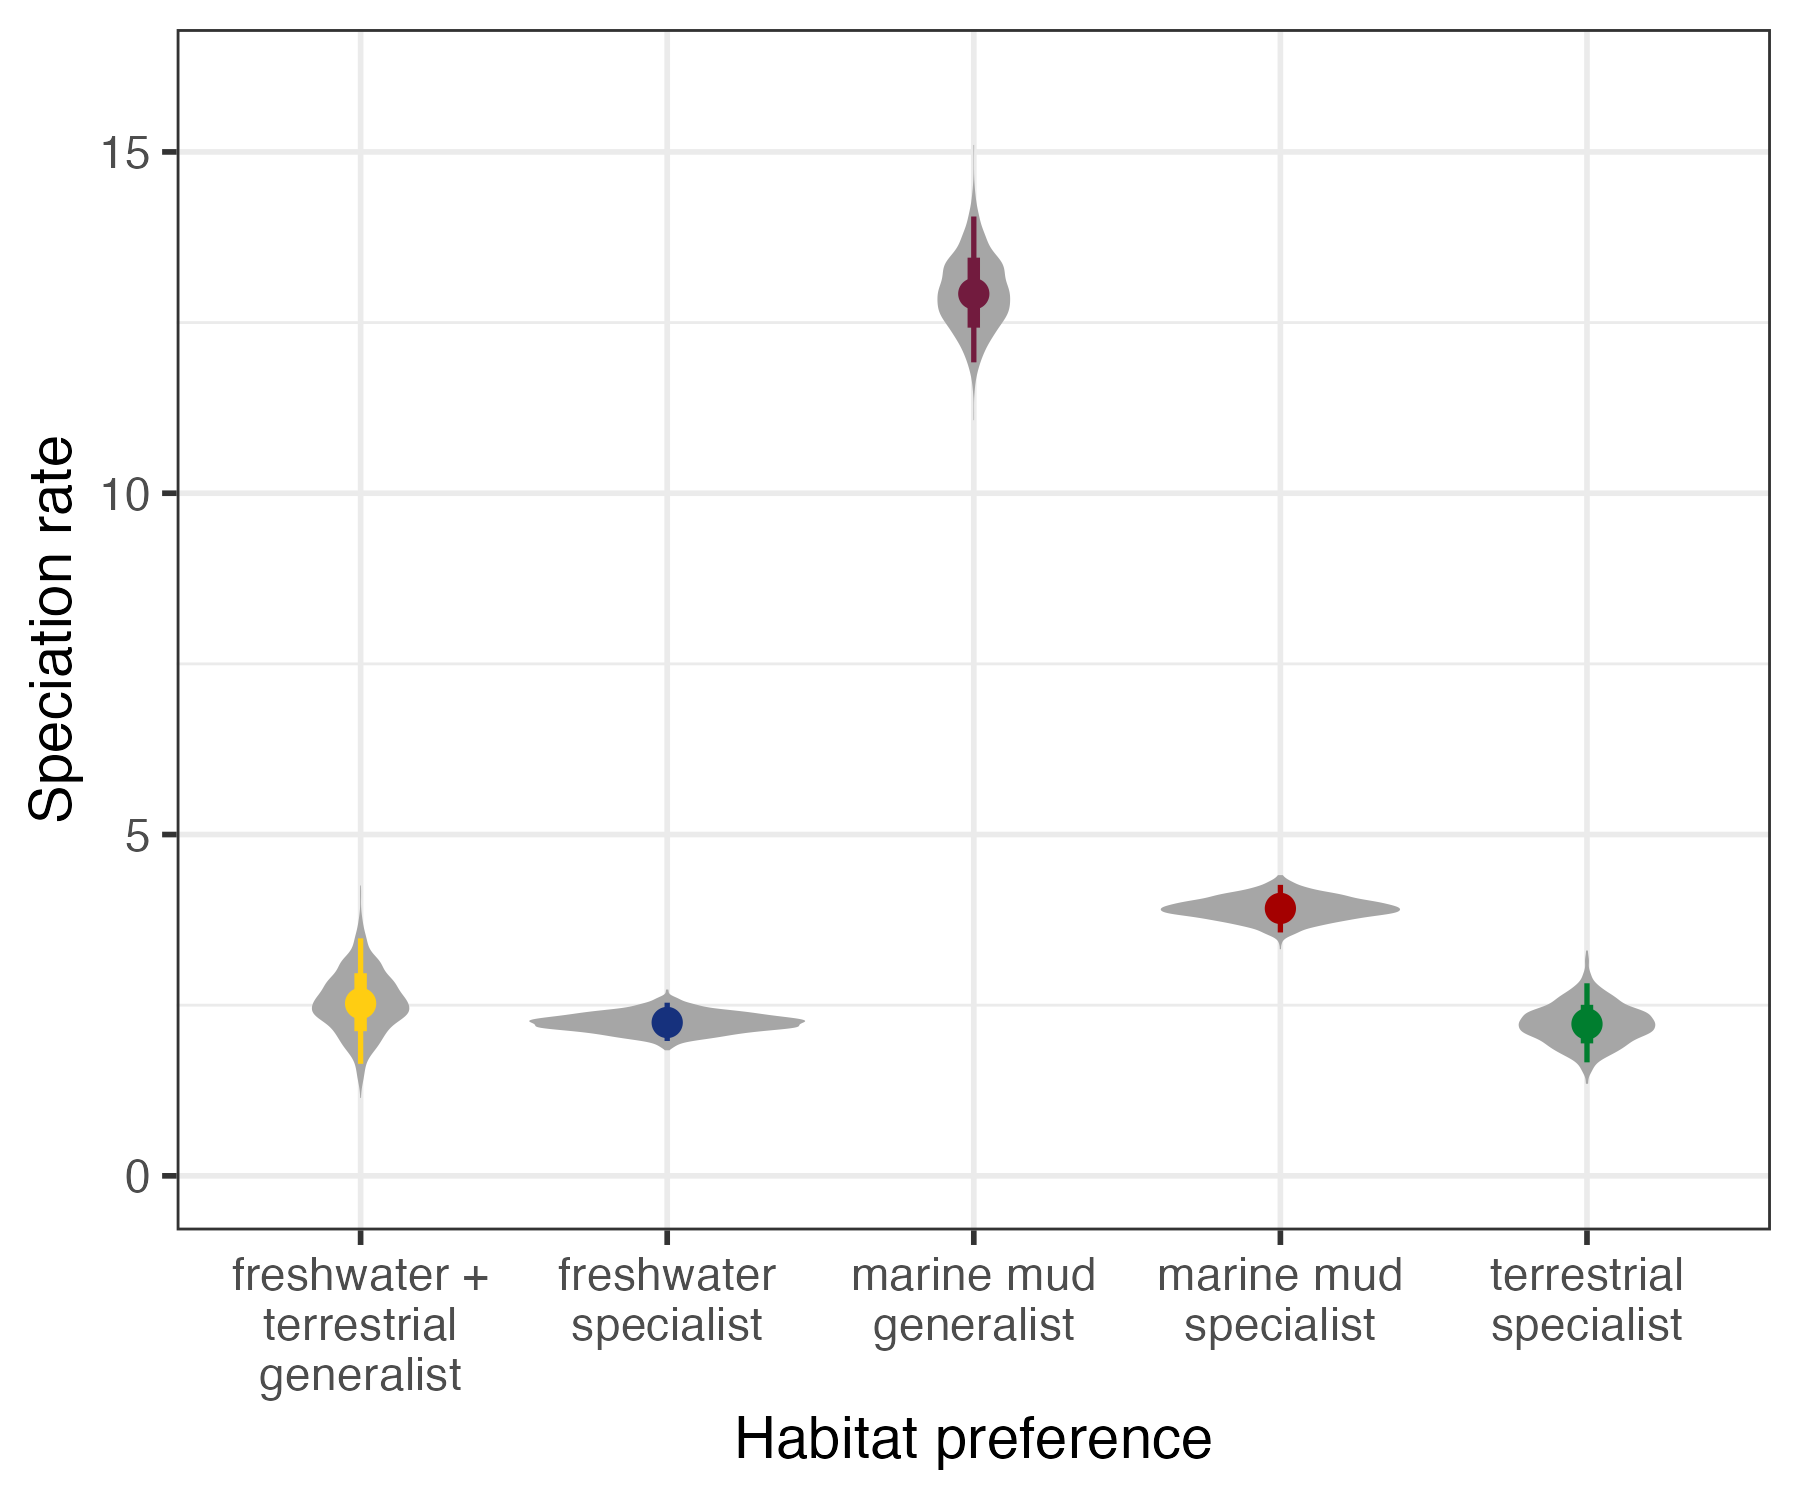 Speciation rate
15
10
5
0
freshwater +
terrestrial
generalist
freshwater
specialist
marine mud
generalist
marine mud
specialist
terrestrial
specialist
Habitat preference